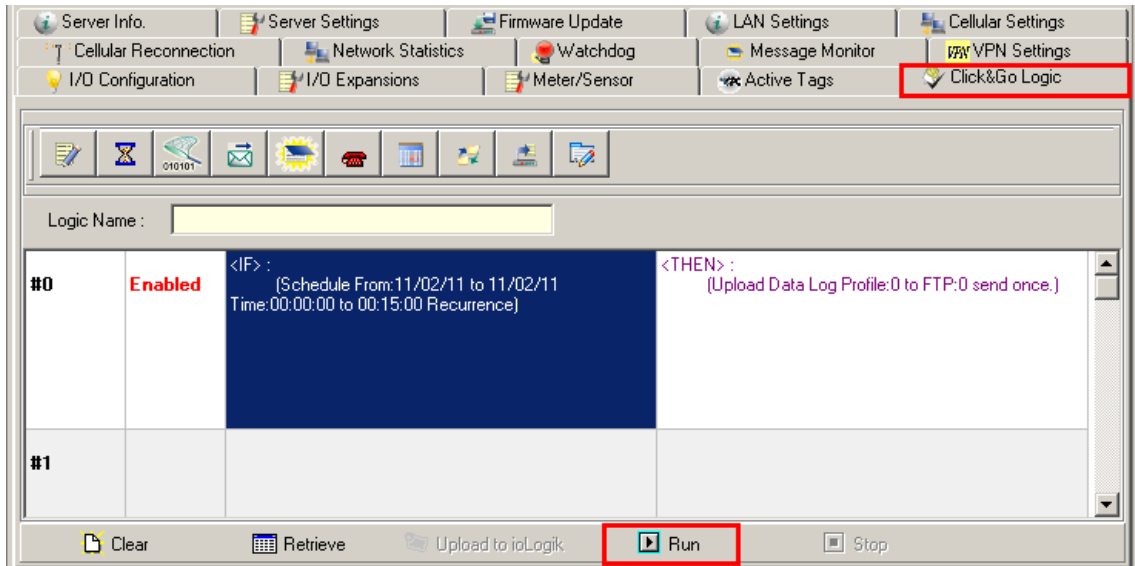 Server Info. Server Settings Firmware Update LAN Settings Cellular Settings
Cellular Reconnection Network Statistics Watchdog Message Monitor VPN VPN Settings
I/O Configuration I/O Expansions Meter/Sensor Active Tags Click&Go Logic
010101
Logic Name :
#0 Enabled <IF> : <THEN> :
(Schedule From:11/02/11 to 11/02/11 (Upload Data Log Profile:0 to FTP:0 send once.)
Time:00:00:00 to 00:15:00 Recurrence)
#1
Clear Retrieve Upload to ioLogik Run Stop